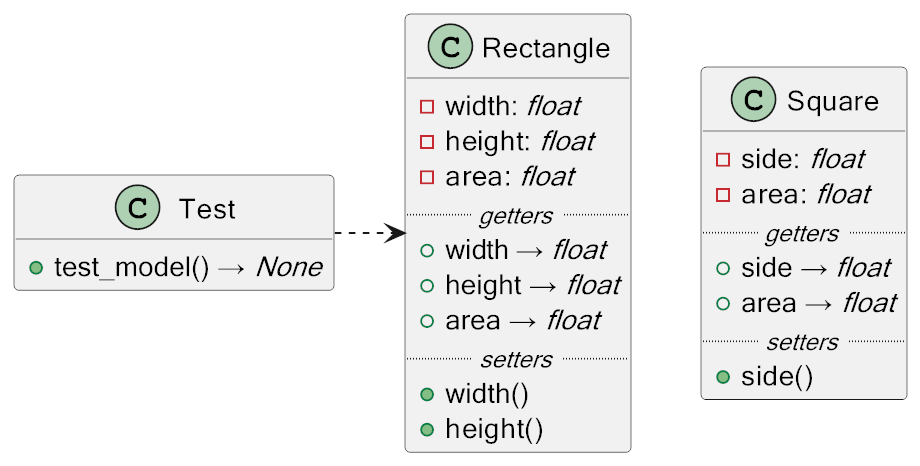 C Test
test_model() → None
C Rectangle
width: float
height: float
area: float
getters
width → float
height → float
area → float
setters
width()
height()
C Square
side: float
area: float
getters
side → float
area → float
setters
side()